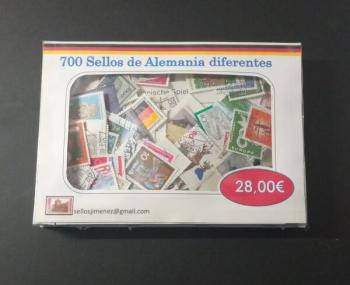 700 Sellos de Alemania diferentes
28,00€
sellosjimenez@gmail.com